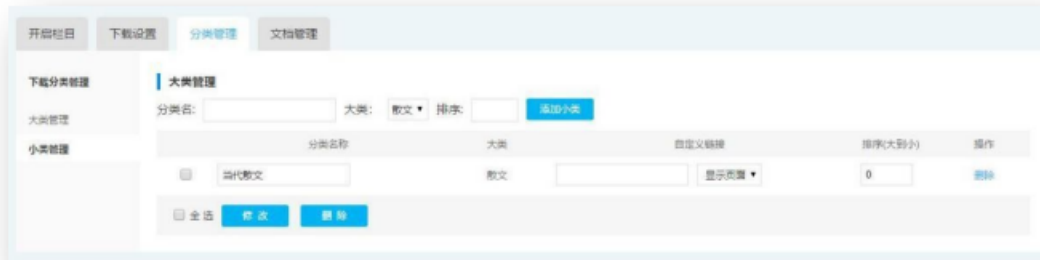 开启栏目 下载设置 分类管理 文档管理
下载分类管理
大类管理
小类管理
大类管理
分类名: 大类: 散文 排序: 添加小类
分类名称 大类 自定义链接 排序(大到小) 操作
当代散文 散文 显示页面 0 删除
全选 修改 删除